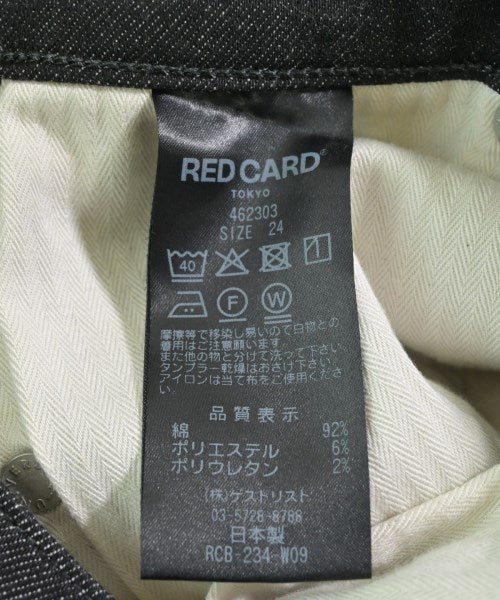 RED CARD®
TOKYO
462303
SIZE 24
40
F W
摩擦等で移染し易いので白物との
着用はご注意願います
また他の物と分けて洗って下さい
タンブラー乾燥はおさけ下さい
アイロンは当て布をご使用ください
品質表示
綿 92%
ポリエステル 6%
ポリウレタン 2%
(株)ゲストリスト
03-5728-8788
日本製
RCB-234-W09